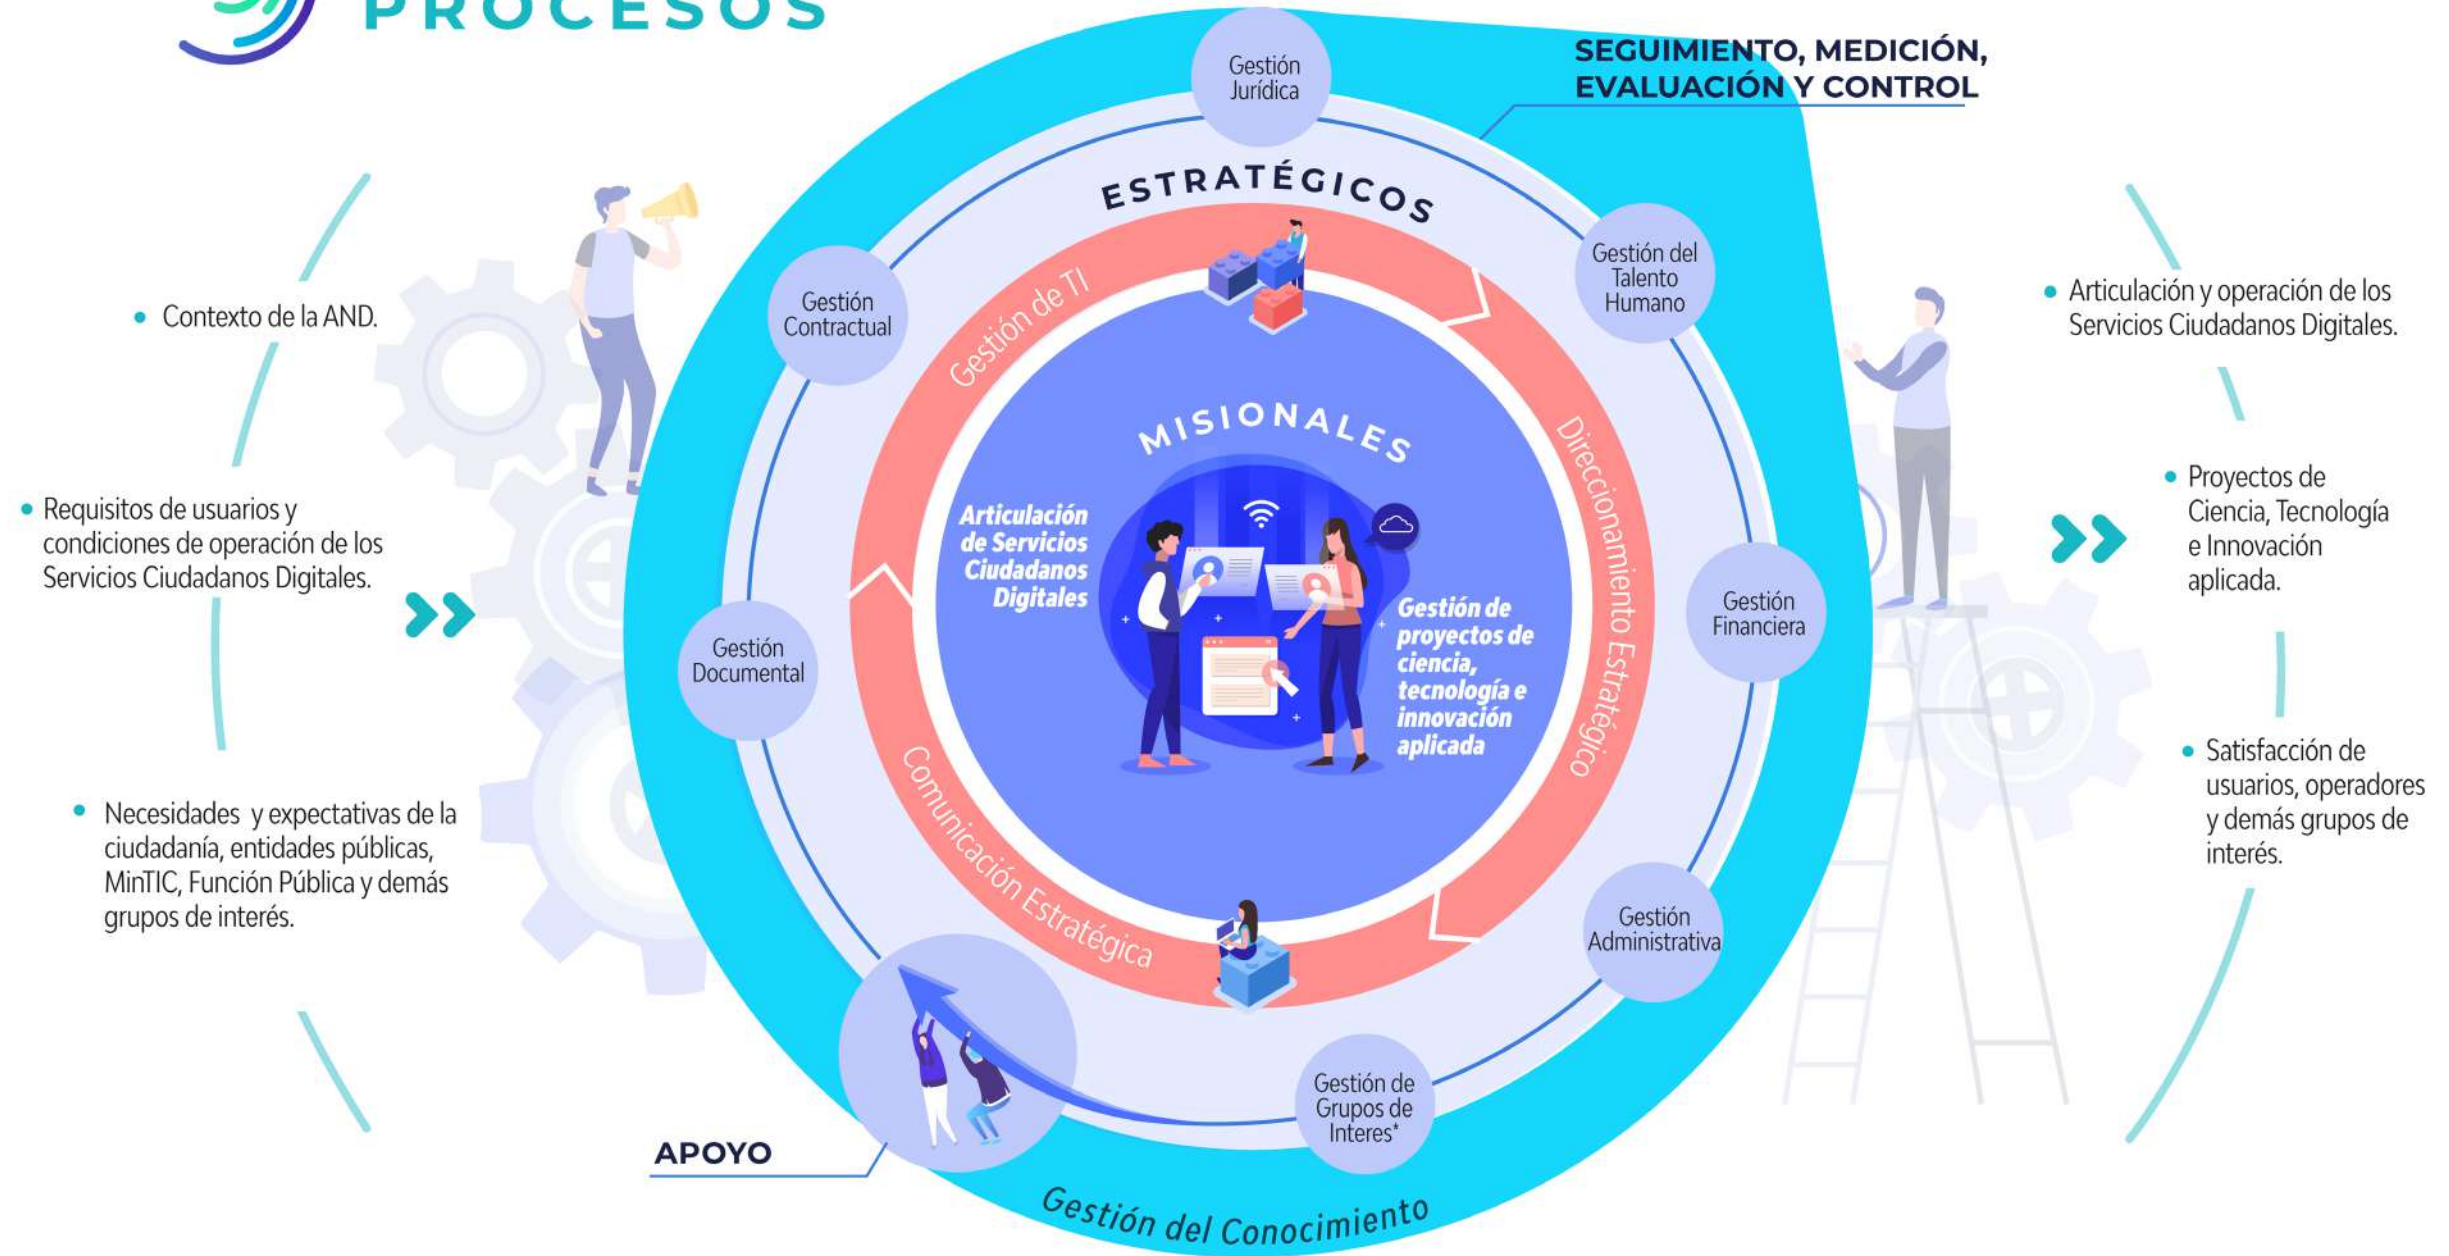 PROCESOS
SEGUIMIENTO, MEDICIÓN,
EVALUACIÓN Y CONTROL
Contexto de la AND.
Requisitos de usuarios y
condiciones de operación de los
Servicios Ciudadanos Digitales.
Necesidades y expectativas de la
ciudadanía, entidades públicas,
MinTIC, Función Pública y demás
grupos de interés.
Gestión
Jurídica
Gestión del
Talento
Humano
Gestión
Financiera
Gestión
Administrativa
Gestión de
Grupos de
Interes*
Gestión
Documental
Gestión
Contractual
ESTRATÉGICOS
Gestión de TI
Direccionamiento Estratégico
Comunicación Estratégica
MISIONALES
Articulación
de Servicios
Ciudadanos
Digitales
Gestión de
proyectos de
ciencia,
tecnología e
innovación
aplicada
APOYO
Gestión del Conocimiento
Articulación y operación de los
Servicios Ciudadanos Digitales.
Proyectos de
Ciencia, Tecnología
e Innovación
aplicada.
Satisfacción de
usuarios, operadores
y demás grupos de
interés.